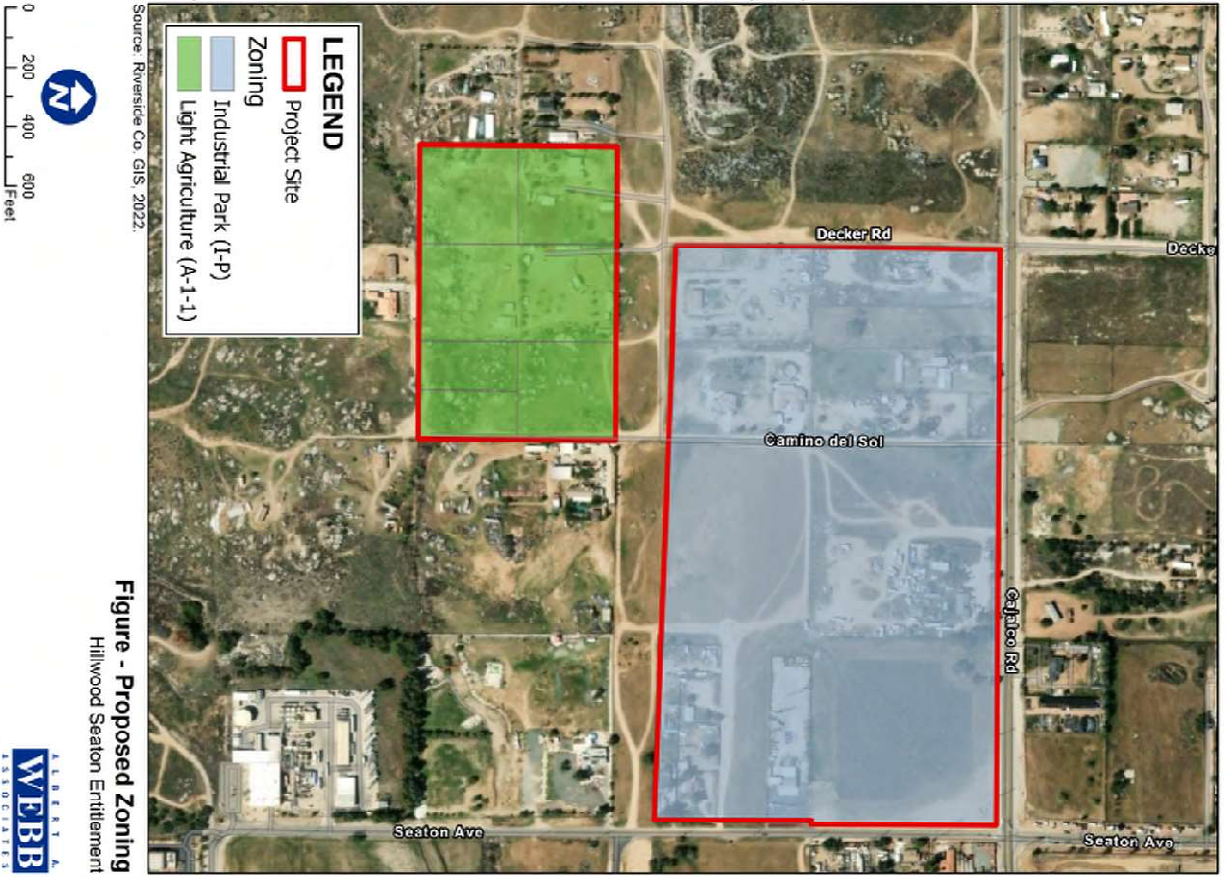 Decker Rd
Decke
Camino del Sol
Cajalco Rd
Seaton Ave
Seaton Ave
LEGEND
Project Site
Zoning
Industrial Park (I-P)
Light Agriculture (A-1-1)
Source: Riverside Co. GIS, 2022.
N
0 200 400 600
Feet
Figure - Proposed Zoning
Hillwood Seaton Entitlement
ALBERT A.
WEBB
ASSOCIATES